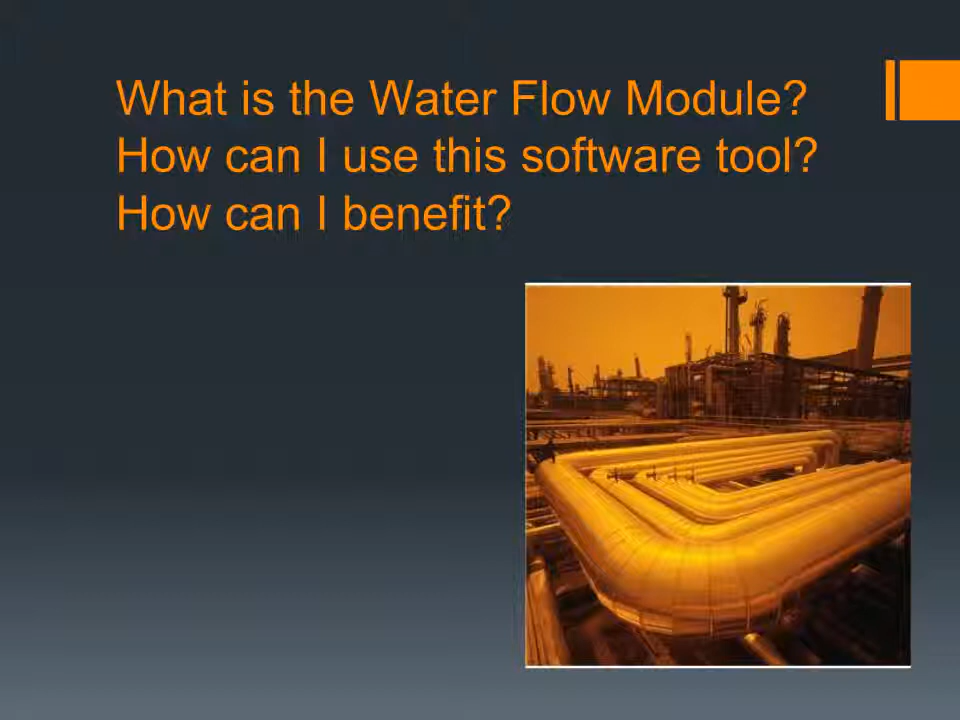 What is the Water Flow Module?
How can I use this software tool?
How can I benefit?